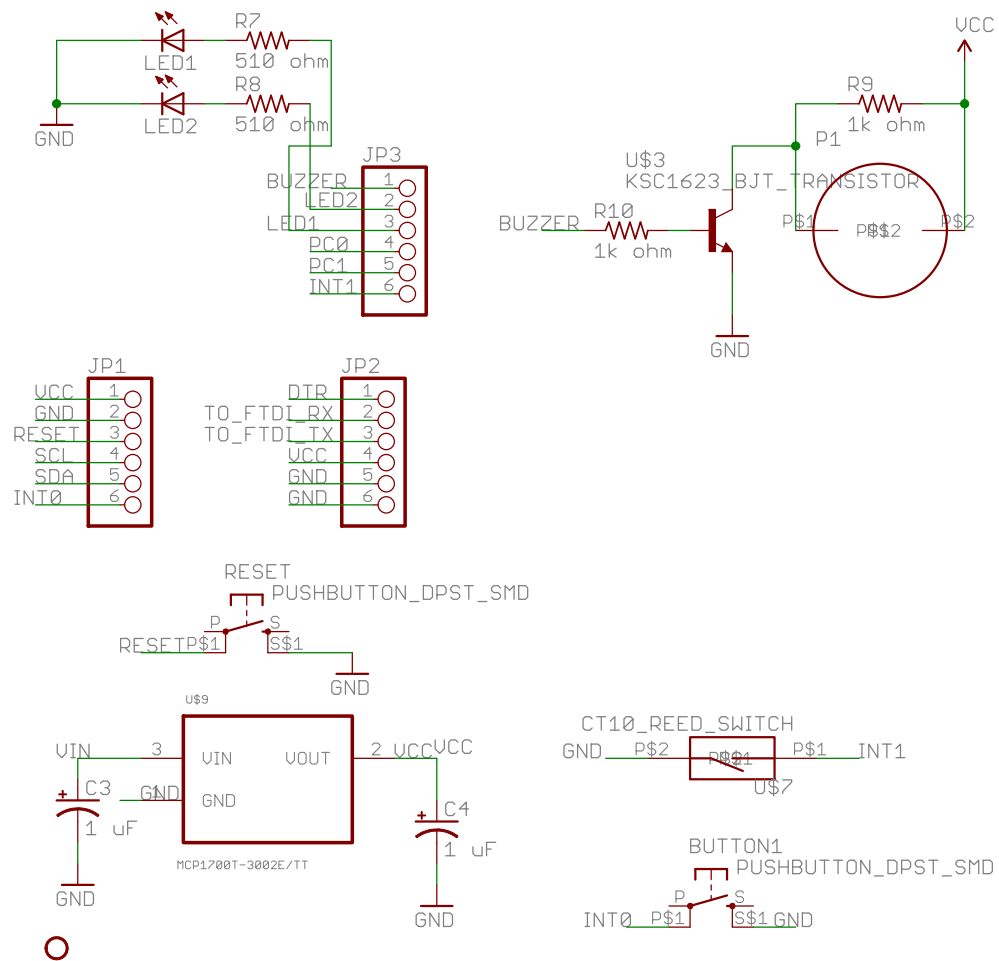 R7
VCC
LED1
510 ohm
R8
R9
LED2
510 ohm
1k ohm
GND
P1
JP3
U$3
BUZZER
1
KSC1623_BJT_TRANSISTOR
LED2
2
R10
LED1
3
BUZZER
P$1
P$2
PC0
4
1k ohm
PC1
5
INT1
6
GND
JP1
JP2
VCC
1
DTR
1
GND
2
TO_FTDI_RX
2
RESET
3
TO_FTDI_TX
3
SCL
4
VCC
4
SDA
5
GND
5
INT0
6
GND
6
RESET
PUSHBUTTON_DPST_SMD
P
S
RESET
P$1
S$1
GND
U$9
CT10_REED_SWITCH
VIN
3
VIN
VOUT
2
VCC
VCC
GND
P$2
P$1
INT1
C3
GND
GND
U$7
C4
1 uF
1 uF
BUTTON1
MCP1700T-3002E/TT
PUSHBUTTON_DPST_SMD
GND
P
S
GND
INT0
P$1
S$1
GND